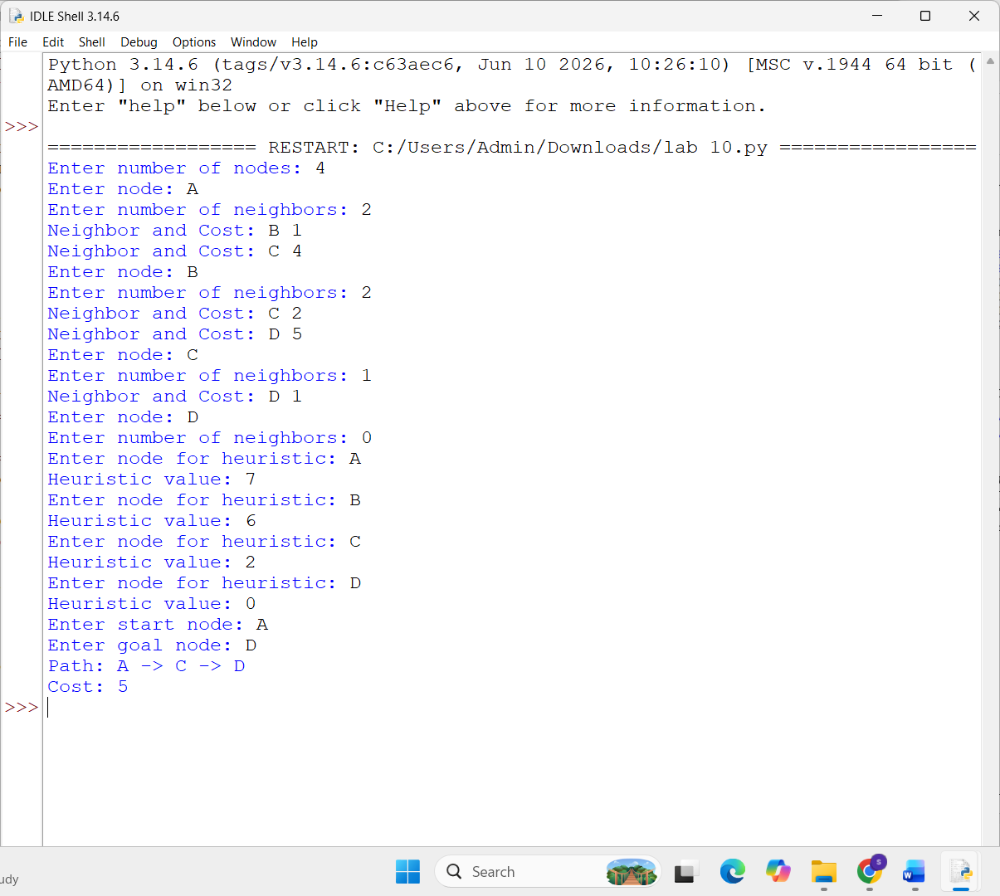 IDLE Shell 3.14.6
File Edit Shell Debug Options Window Help
Python 3.14.6 (tags/v3.14.6:c63aec6, Jun 10 2026, 10:26:10) [MSC v.1944 64 bit (
AMD64)] on win32
Enter "help" below or click "Help" above for more information.
>>>
================== RESTART: C:/Users/Admin/Downloads/lab 10.py =================
Enter number of nodes: 4
Enter node: A
Enter number of neighbors: 2
Neighbor and Cost: B 1
Neighbor and Cost: C 4
Enter node: B
Enter number of neighbors: 2
Neighbor and Cost: C 2
Neighbor and Cost: D 5
Enter node: C
Enter number of neighbors: 1
Neighbor and Cost: D 1
Enter node: D
Enter number of neighbors: 0
Enter node for heuristic: A
Heuristic value: 7
Enter node for heuristic: B
Heuristic value: 6
Enter node for heuristic: C
Heuristic value: 2
Enter node for heuristic: D
Heuristic value: 0
Enter start node: A
Enter goal node: D
Path: A -> C -> D
Cost: 5
>>>
udy
Search
S
W